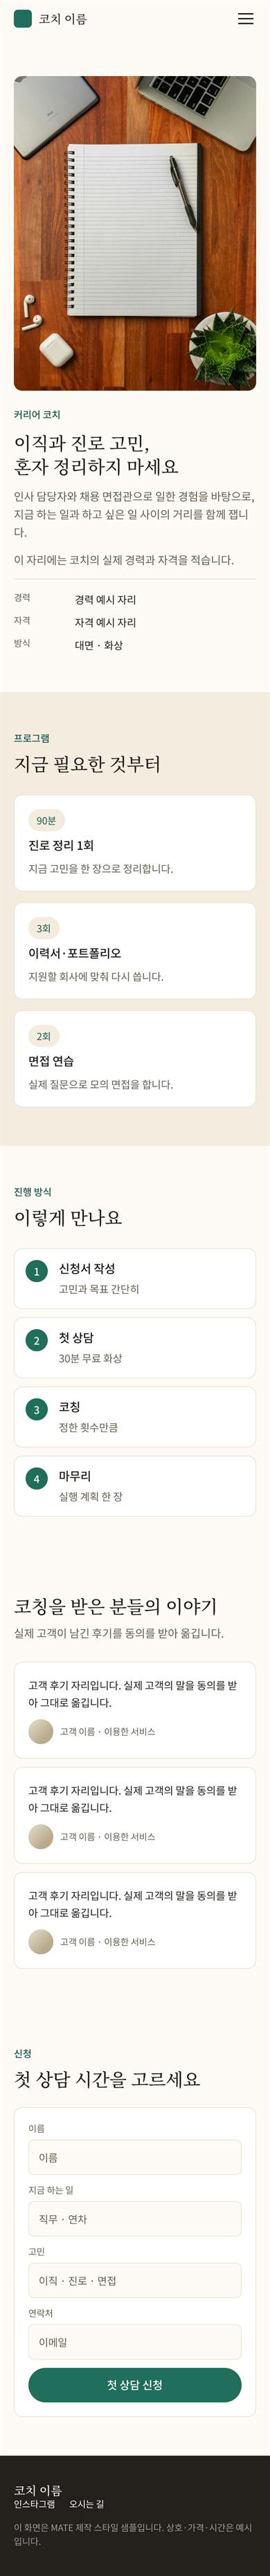 코치 이름
커리어 코치
이직과 진로 고민,
혼자 정리하지 마세요
인사 담당자와 채용 면접관으로 일한 경험을 바탕으로,
지금 하는 일과 하고 싶은 일 사이의 거리를 함께 잽니
다.
이 자리에는 코치의 실제 경력과 자격을 적습니다.
경력 경력 예시 자리
자격 자격 예시 자리
방식 대면 · 화상
프로그램
지금 필요한 것부터
90분
진로 정리 1회
지금 고민을 한 장으로 정리합니다.
3회
이력서·포트폴리오
지원할 회사에 맞춰 다시 씁니다.
2회
면접 연습
실제 질문으로 모의 면접을 합니다.
진행 방식
이렇게 만나요
1 신청서 작성
고민과 목표 간단히
2 첫 상담
30분 무료 화상
3 코칭
정한 횟수만큼
4 마무리
실행 계획 한 장
코칭을 받은 분들의 이야기
실제 고객이 남긴 후기를 동의를 받아 옮깁니다.
고객 후기 자리입니다. 실제 고객의 말을 동의를 받
아 그대로 옮깁니다.
고객 이름 · 이용한 서비스
고객 후기 자리입니다. 실제 고객의 말을 동의를 받
아 그대로 옮깁니다.
고객 이름 · 이용한 서비스
고객 후기 자리입니다. 실제 고객의 말을 동의를 받
아 그대로 옮깁니다.
고객 이름 · 이용한 서비스
신청
첫 상담 시간을 고르세요
이름
이름
지금 하는 일
직무 · 연차
고민
이직 · 진로 · 면접
연락처
이메일
첫 상담 신청
코치 이름
인스타그램 오시는 길
이 화면은 MATE 제작 스타일 샘플입니다. 상호·가격·시간은 예시
입니다.